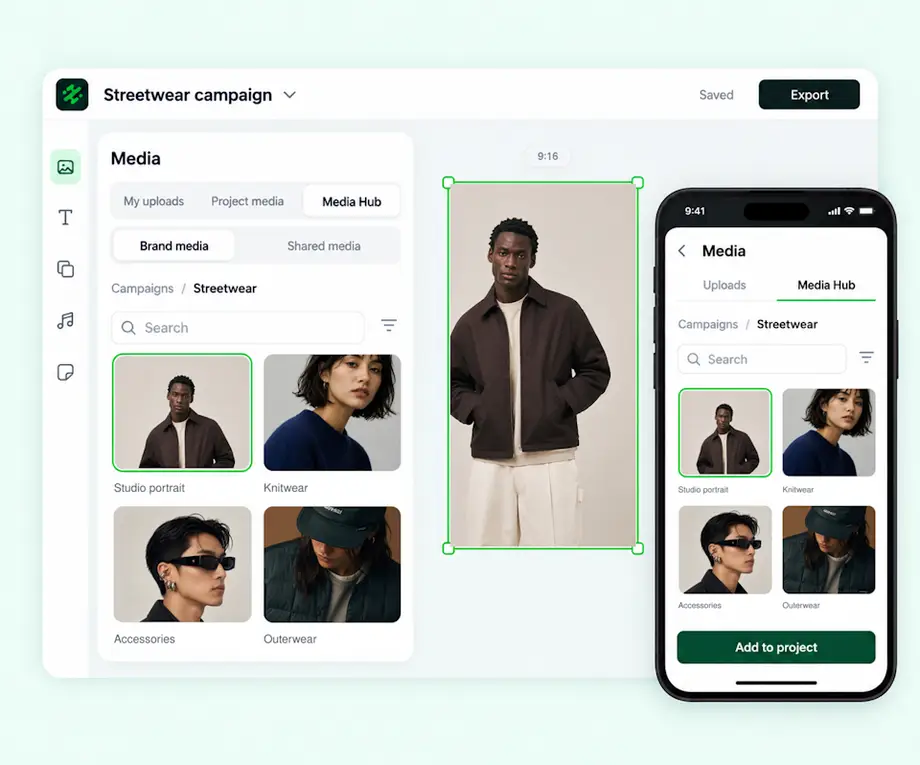 Streetwear campaign
Saved
Export
Media
My uploads
Project media
Media Hub
Brand media
Shared media
Campaigns / Streetwear
Search
Studio portrait
Knitwear
Accessories
Outerwear
9:16
9:41
Media
Uploads
Media Hub
Campaigns / Streetwear
Search
Studio portrait
Knitwear
Accessories
Outerwear
Add to project